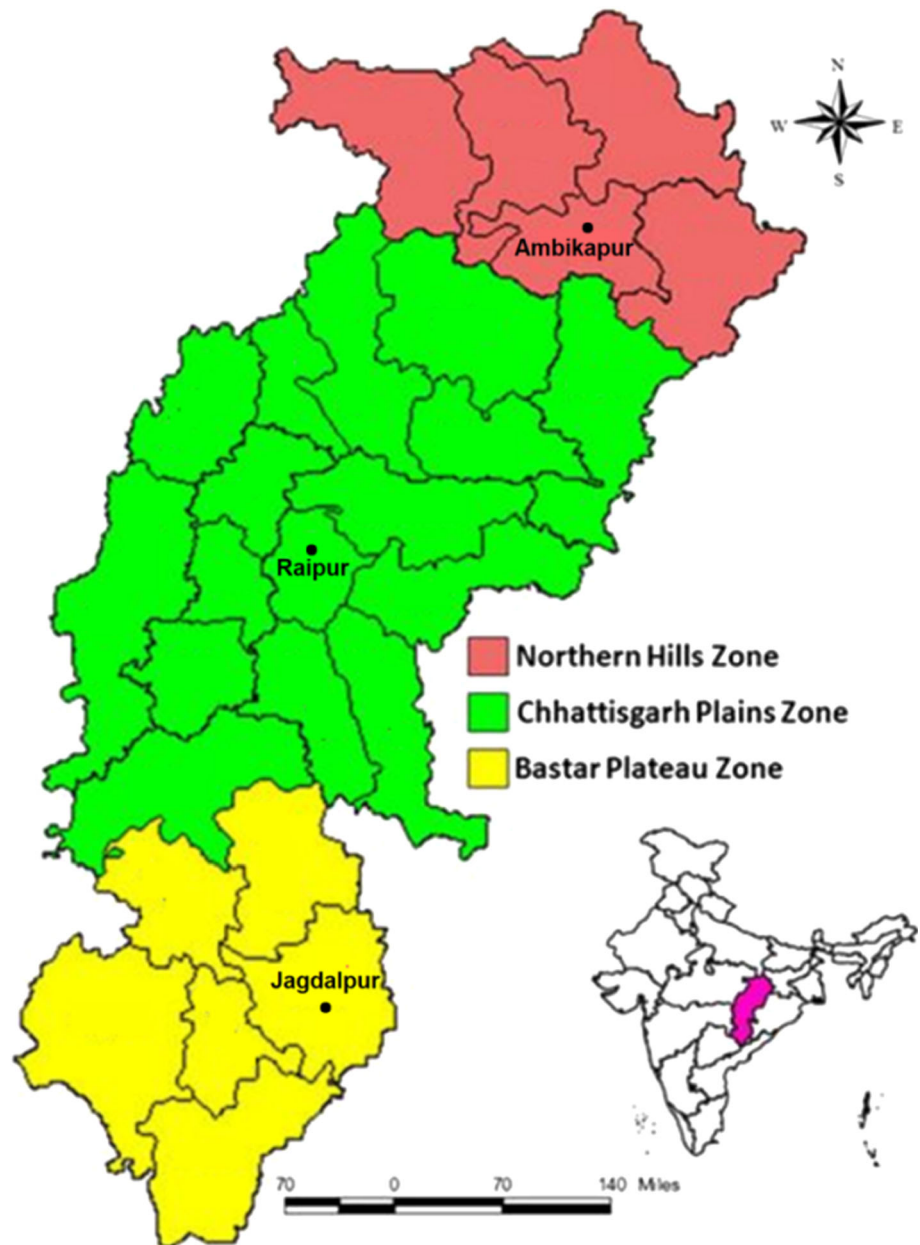 N
W E
S
Ambikapur
Raipur
Northern Hills Zone
Chhattisgarh Plains Zone
Bastar Plateau Zone
Jagdalpur
70 0 70 140 Miles